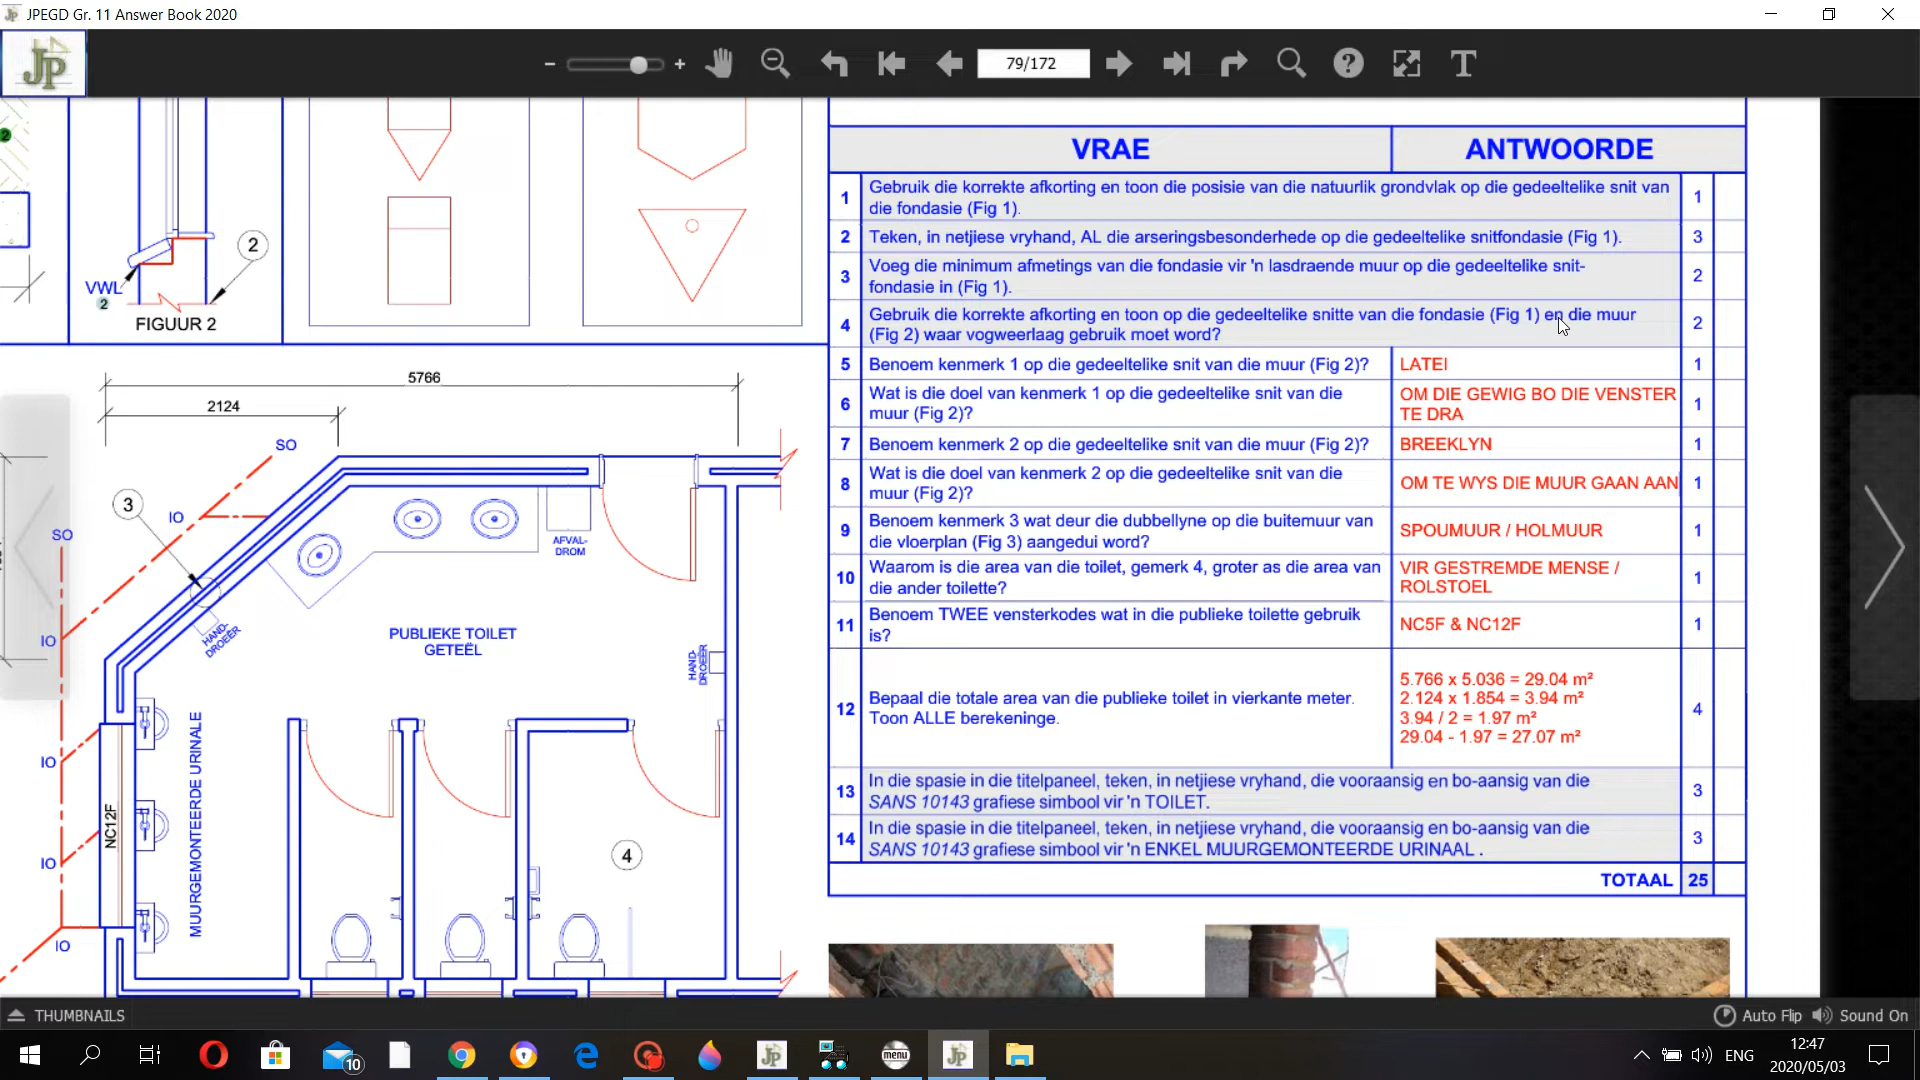 JPEGD Gr. 11 Answer Book 2020
JP
79/172
VRAE
ANTWOORDE
1
Gebruik die korrekte afkorting en toon die posisie van die natuurlik grondvlak op die gedeeltelike snit van
die fondasie (Fig 1).
1
2
Teken, in netjiese vryhand, AL die arseringsbesonderhede op die gedeeltelike snitfondasie (Fig 1).
3
3
Voeg die minimum afmetings van die fondasie vir 'n lasdraende muur op die gedeeltelike snit-
fondasie in (Fig 1).
2
4
Gebruik die korrekte afkorting en toon op die gedeeltelike snitte van die fondasie (Fig 1) en die muur
(Fig 2) waar vogweerlaag gebruik moet word?
2
5
Benoem kenmerk 1 op die gedeeltelike snit van die muur (Fig 2)?
LATEI
1
6
Wat is die doel van kenmerk 1 op die gedeeltelike snit van die
muur (Fig 2)?
OM DIE GEWIG BO DIE VENSTER
TE DRA
1
7
Benoem kenmerk 2 op die gedeeltelike snit van die muur (Fig 2)?
BREEKLYN
1
8
Wat is die doel van kenmerk 2 op die gedeeltelike snit van die
muur (Fig 2)?
OM TE WYS DIE MUUR GAAN AAN
1
9
Benoem kenmerk 3 wat deur die dubbellyne op die buitemuur van
die vloerplan (Fig 3) aangedui word?
SPOUMUUR / HOLMUUR
1
10
Waarom is die area van die toilet, gemerk 4, groter as die area van
die ander toilette?
VIR GESTREMDE MENSE /
ROLSTOEL
1
11
Benoem TWEE vensterkodes wat in die publieke toilette gebruik
is?
NC5F & NC12F
1
12
Bepaal die totale area van die publieke toilet in vierkante meter.
Toon ALLE berekeninge.
5.766 x 5.036 = 29.04 m²
2.124 x 1.854 = 3.94 m²
3.94 / 2 = 1.97 m²
29.04 - 1.97 = 27.07 m²
4
13
In die spasie in die titelpaneel, teken, in netjiese vryhand, die vooraansig en bo-aansig van die
SANS 10143 grafiese simbool vir 'n TOILET.
3
14
In die spasie in die titelpaneel, teken, in netjiese vryhand, die vooraansig en bo-aansig van die
SANS 10143 grafiese simbool vir 'n ENKEL MUURGEMONTEERDE URINAAL .
3
TOTAAL 25
2
2
VWL
2
FIGUUR 2
5766
2124
SO
3
IO
SO
AFVAL-
DROM
IO
HAND-
DROEËR
PUBLIEKE TOILET
GETEËL
HAND-
DROEËR
IO
NC12F
MUURGEMONTEERDE URINALE
IO
4
IO
THUMBNAILS
Auto Flip
Sound On
10
menu
JP
JP
ENG
12:47
2020/05/03